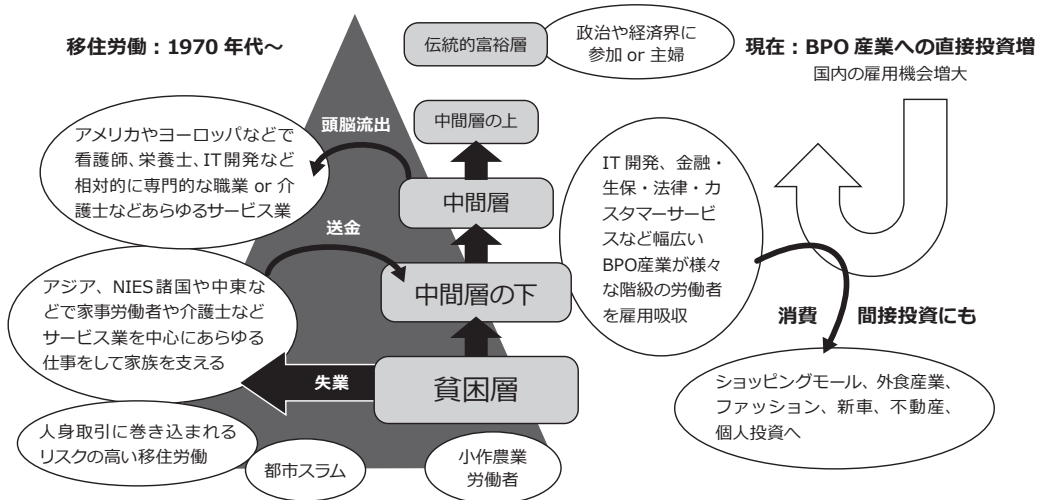 移住労働：1970 年代～
伝統的富裕層
政治や経済界に
参加 or 主婦
現在：BPO 産業への直接投資増
国内の雇用機会増大
頭脳流出
中間層の上
アメリカやヨーロッパなどで
看護師、栄養士、IT開発など
相対的に専門的な職業 or 介
護士などあらゆるサービス業
中間層
IT 開発、金融・
生保・法律・カ
スタマーサービ
スなど幅広い
BPO産業が様々
な階級の労働者
を雇用吸収
送金
アジア、NIES諸国や中東な
どで家事労働者や介護士など
サービス業を中心にあらゆる
仕事をして家族を支える
中間層の下
消費
間接投資にも
失業
貧困層
ショッピングモール、外食産業、
ファッション、新車、不動産、
個人投資へ
人身取引に巻き込まれる
リスクの高い移住労働
都市スラム
小作農業
労働者